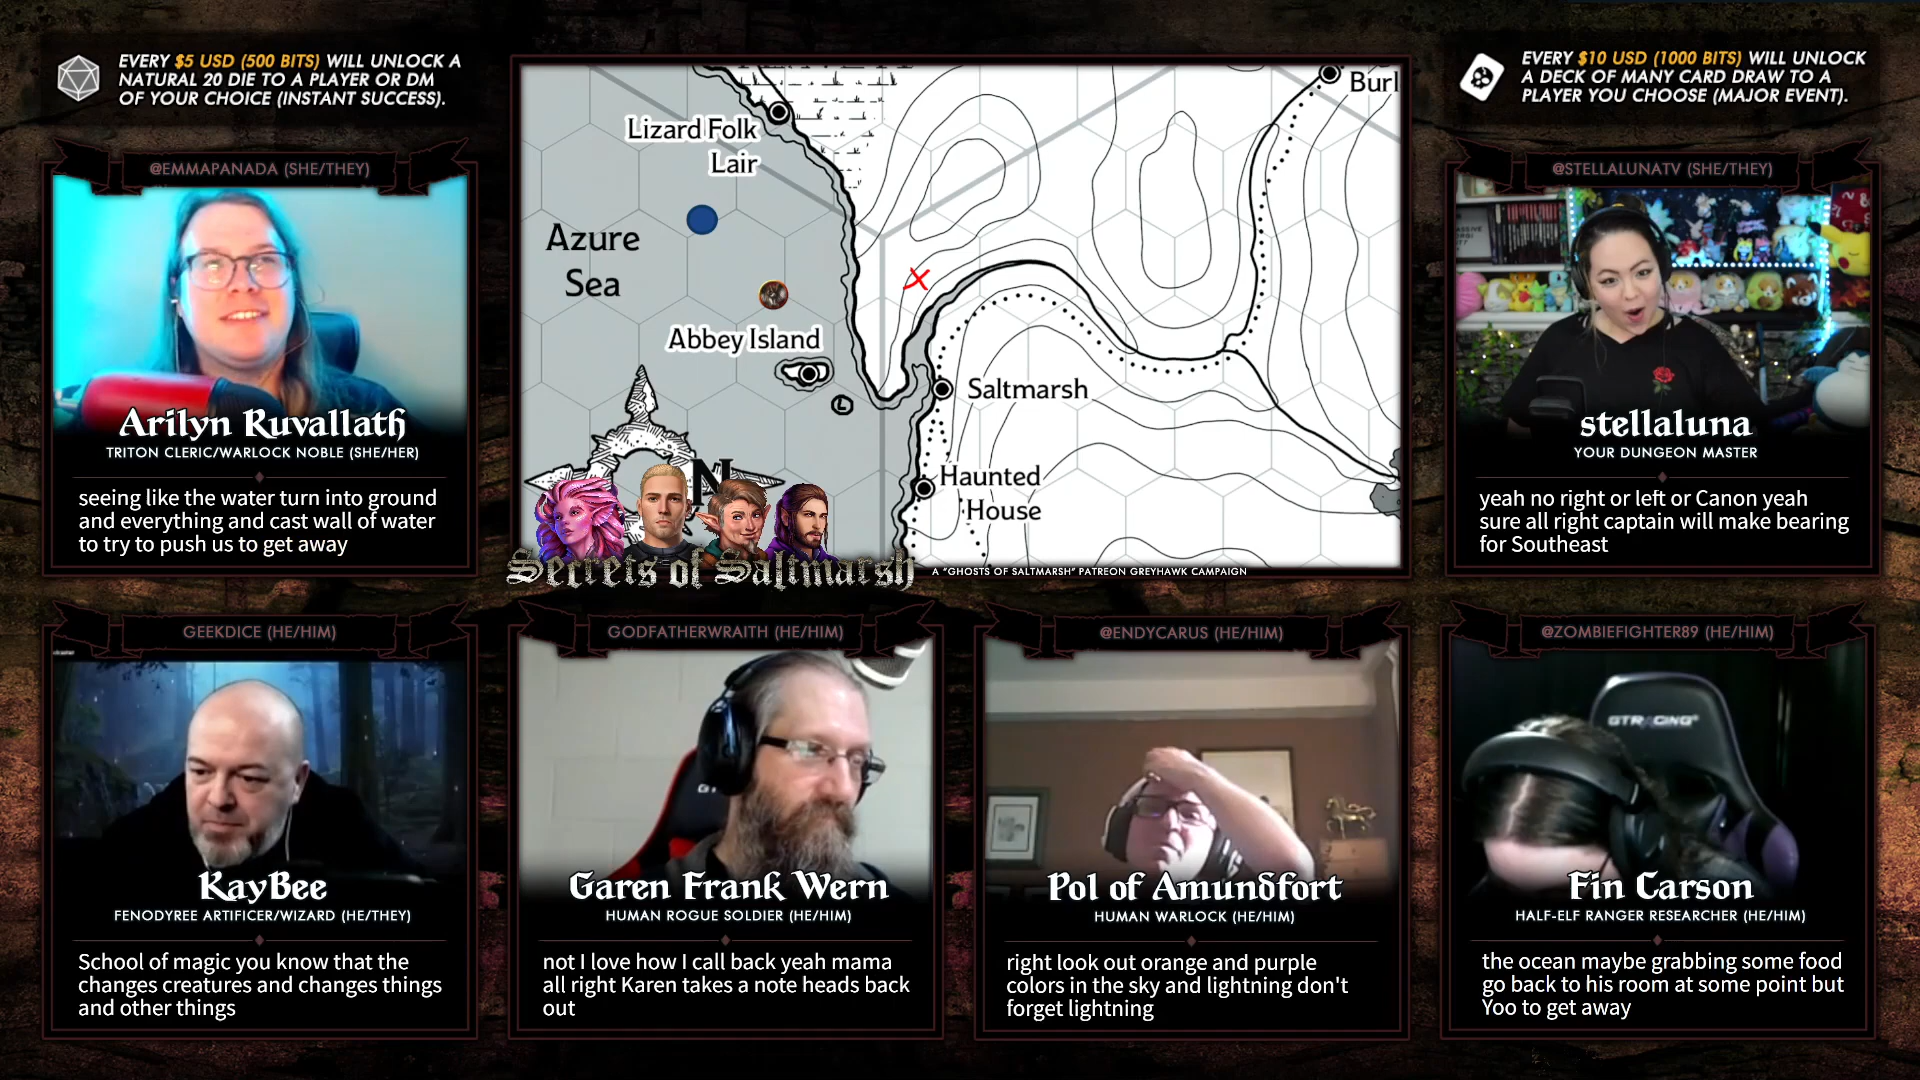 EVERY $5 USD (500 BITS) WILL UNLOCK A
NATURAL 20 DIE TO A PLAYER OR DM
OF YOUR CHOICE (INSTANT SUCCESS).
EVERY $10 USD (1000 BITS) WILL UNLOCK
A DECK OF MANY CARD DRAW TO A
PLAYER YOU CHOOSE (MAJOR EVENT).
@EMMAPANADA (SHE/THEY)
Arilyn Ruvallath
TRITON CLERIC/WARLOCK NOBLE (SHE/HER)
seeing like the water turn into ground
and everything and cast wall of water
to try to push us to get away
Burl
Lizard Folk
Lair
Azure
Sea
X
Abbey Island
L
Saltmarsh
Haunted
House
N
Secrets of Saltmarsh
A "GHOSTS OF SALTMARSH" PATREON GREYHAWK CAMPAIGN
@STELLALUNATV (SHE/THEY)
stellaluna
YOUR DUNGEON MASTER
yeah no right or left or Canon yeah
sure all right captain will make bearing
for Southeast
GEEKDICE (HE/HIM)
KayBee
FENODYREE ARTIFICER/WIZARD (HE/THEY)
School of magic you know that the
changes creatures and changes things
and other things
GODFATHERWRAITH (HE/HIM)
Garen Frank Wern
HUMAN ROGUE SOLDIER (HE/HIM)
not I love how I call back yeah mama
all right Karen takes a note heads back
out
@ENDYCARUS (HE/HIM)
Pol of Amundfort
HUMAN WARLOCK (HE/HIM)
right look out orange and purple
colors in the sky and lightning don't
forget lightning
@ZOMBIEFIGHTER89 (HE/HIM)
GTRACING
Fin Carson
HALF-ELF RANGER RESEARCHER (HE/HIM)
the ocean maybe grabbing some food
go back to his room at some point but
Yoo to get away